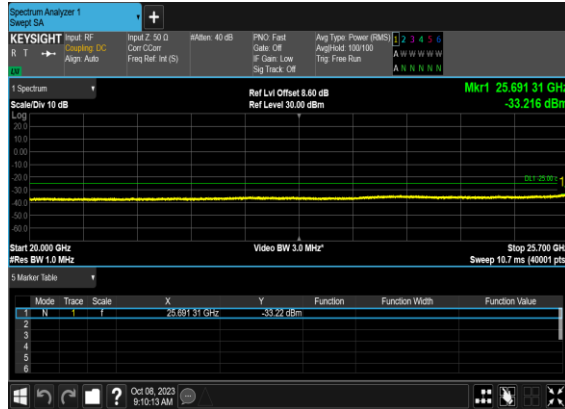 Spectrum Analyzer 1
Swept SA
+
KEYSIGHT Input: RF Input Z: 50 Ω #Atten: 40 dB PNO: Fast Avg Type: Power (RMS) 1 2 3 4 5 6
R T Coupling: DC Corr CCorr Gate: Off Avg|Hold: 100/100 A W W W W W
Align: Auto Freq Ref: Int (S) IF Gain: Low Trig: Free Run
Sig Track: Off A N N N N N
1 Spectrum Ref Lvl Offset 8.60 dB Mkr1 25.691 31 GHz
Scale/Div 10 dB Ref Level 30.00 dBm -33.216 dBm
Log
20.0
10.0
0.00
-10.0
-20.0
DL1 -25.00
1
-30.0
-40.0
-50.0
-60.0
Start 20.000 GHz Video BW 3.0 MHz* Stop 25.700 GHz
#Res BW 1.0 MHz Sweep 10.7 ms (40001 pts
5 Marker Table
Mode Trace Scale X Y Function Function Width Function Value
1 N 1 f 25.691 31 GHz -33.22 dBm
2
3
4
5
6
? Oct 08, 2023
9:10:13 AM